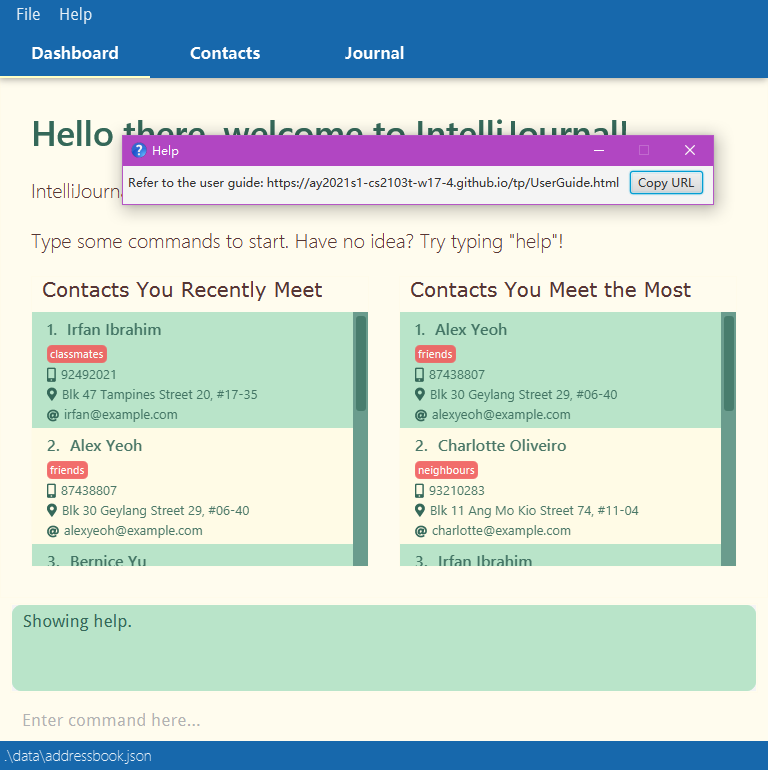 File Help
Dashboard Contacts Journal
Hello there, welcome to IntelliJournal!
Help
Refer to the user guide: https://ay2021s1-cs2103t-w17-4.github.io/tp/UserGuide.html Copy URL
Type some commands to start. Have no idea? Try typing "help"!
Contacts You Recently Meet
1. Irfan Ibrahim
classmates
92492021
Blk 47 Tampines Street 20, #17-35
irfan@example.com
2. Alex Yeoh
friends
87438807
Blk 30 Geylang Street 29, #06-40
alexyeoh@example.com
3. Bernice Yu
Contacts You Meet the Most
1. Alex Yeoh
friends
87438807
Blk 30 Geylang Street 29, #06-40
alexyeoh@example.com
2. Charlotte Oliveiro
neighbours
93210283
Blk 11 Ang Mo Kio Street 74, #11-04
charlotte@example.com
3. Irfan Ibrahim
Showing help.
Enter command here...
.\data\addressbook.json